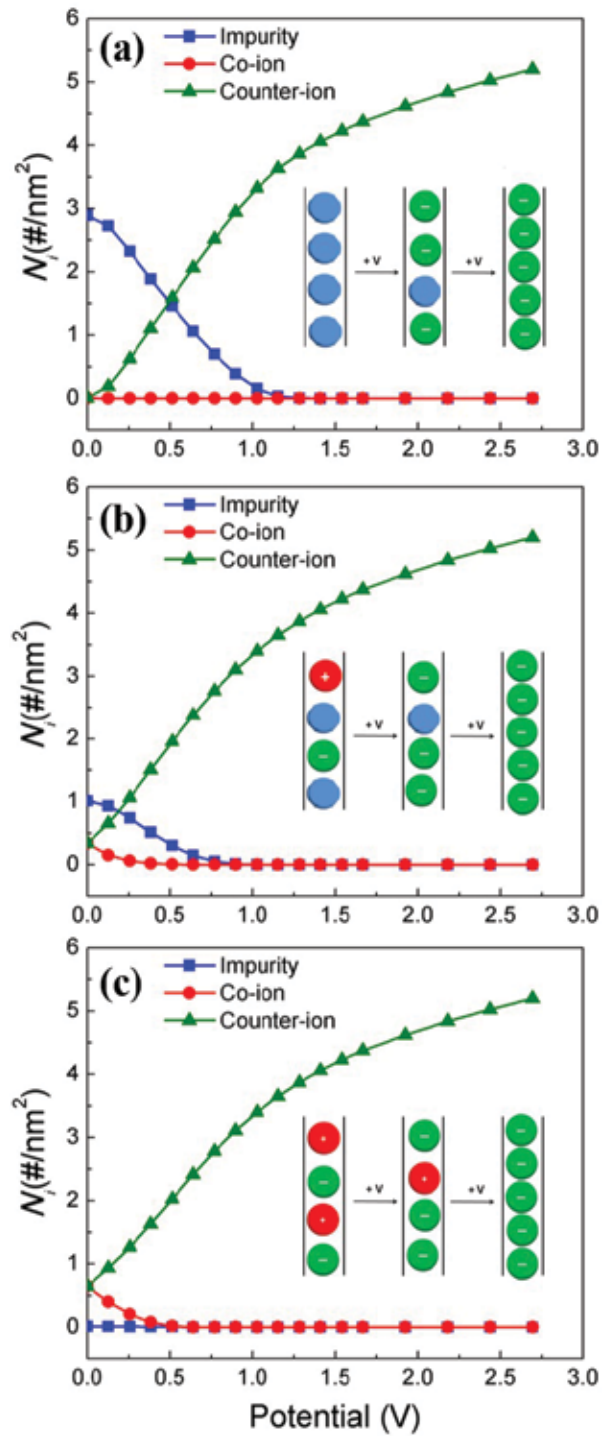 (a)
Impurity
Co-ion
Counter-ion
6
5
4
3
2
1
0
N_i(#/nm²)
+V
+V
0.0 0.5 1.0 1.5 2.0 2.5 3.0
(b)
Impurity
Co-ion
Counter-ion
6
5
4
3
2
1
0
N_i(#/nm²)
+
−
+V
−
−
−
+V
−
−
−
−
−
0.0 0.5 1.0 1.5 2.0 2.5 3.0
(c)
Impurity
Co-ion
Counter-ion
6
5
4
3
2
1
0
N_i(#/nm²)
+V
+V
0.0 0.5 1.0 1.5 2.0 2.5 3.0
Potential (V)